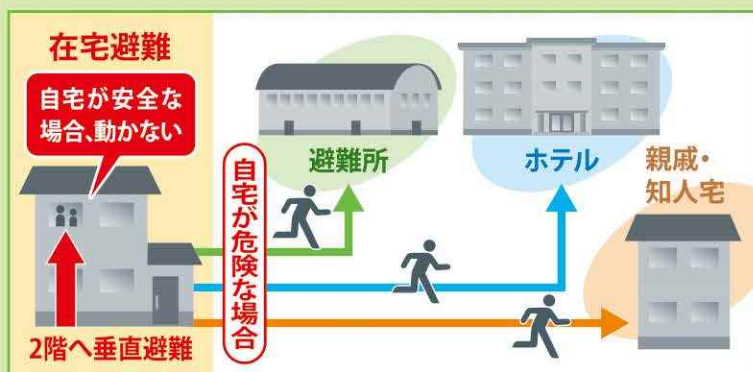 在宅避難
自宅が安全な
場合、動かない
2階へ垂直避難
自宅が危険な場合
避難所
ホテル
親戚・
知人宅